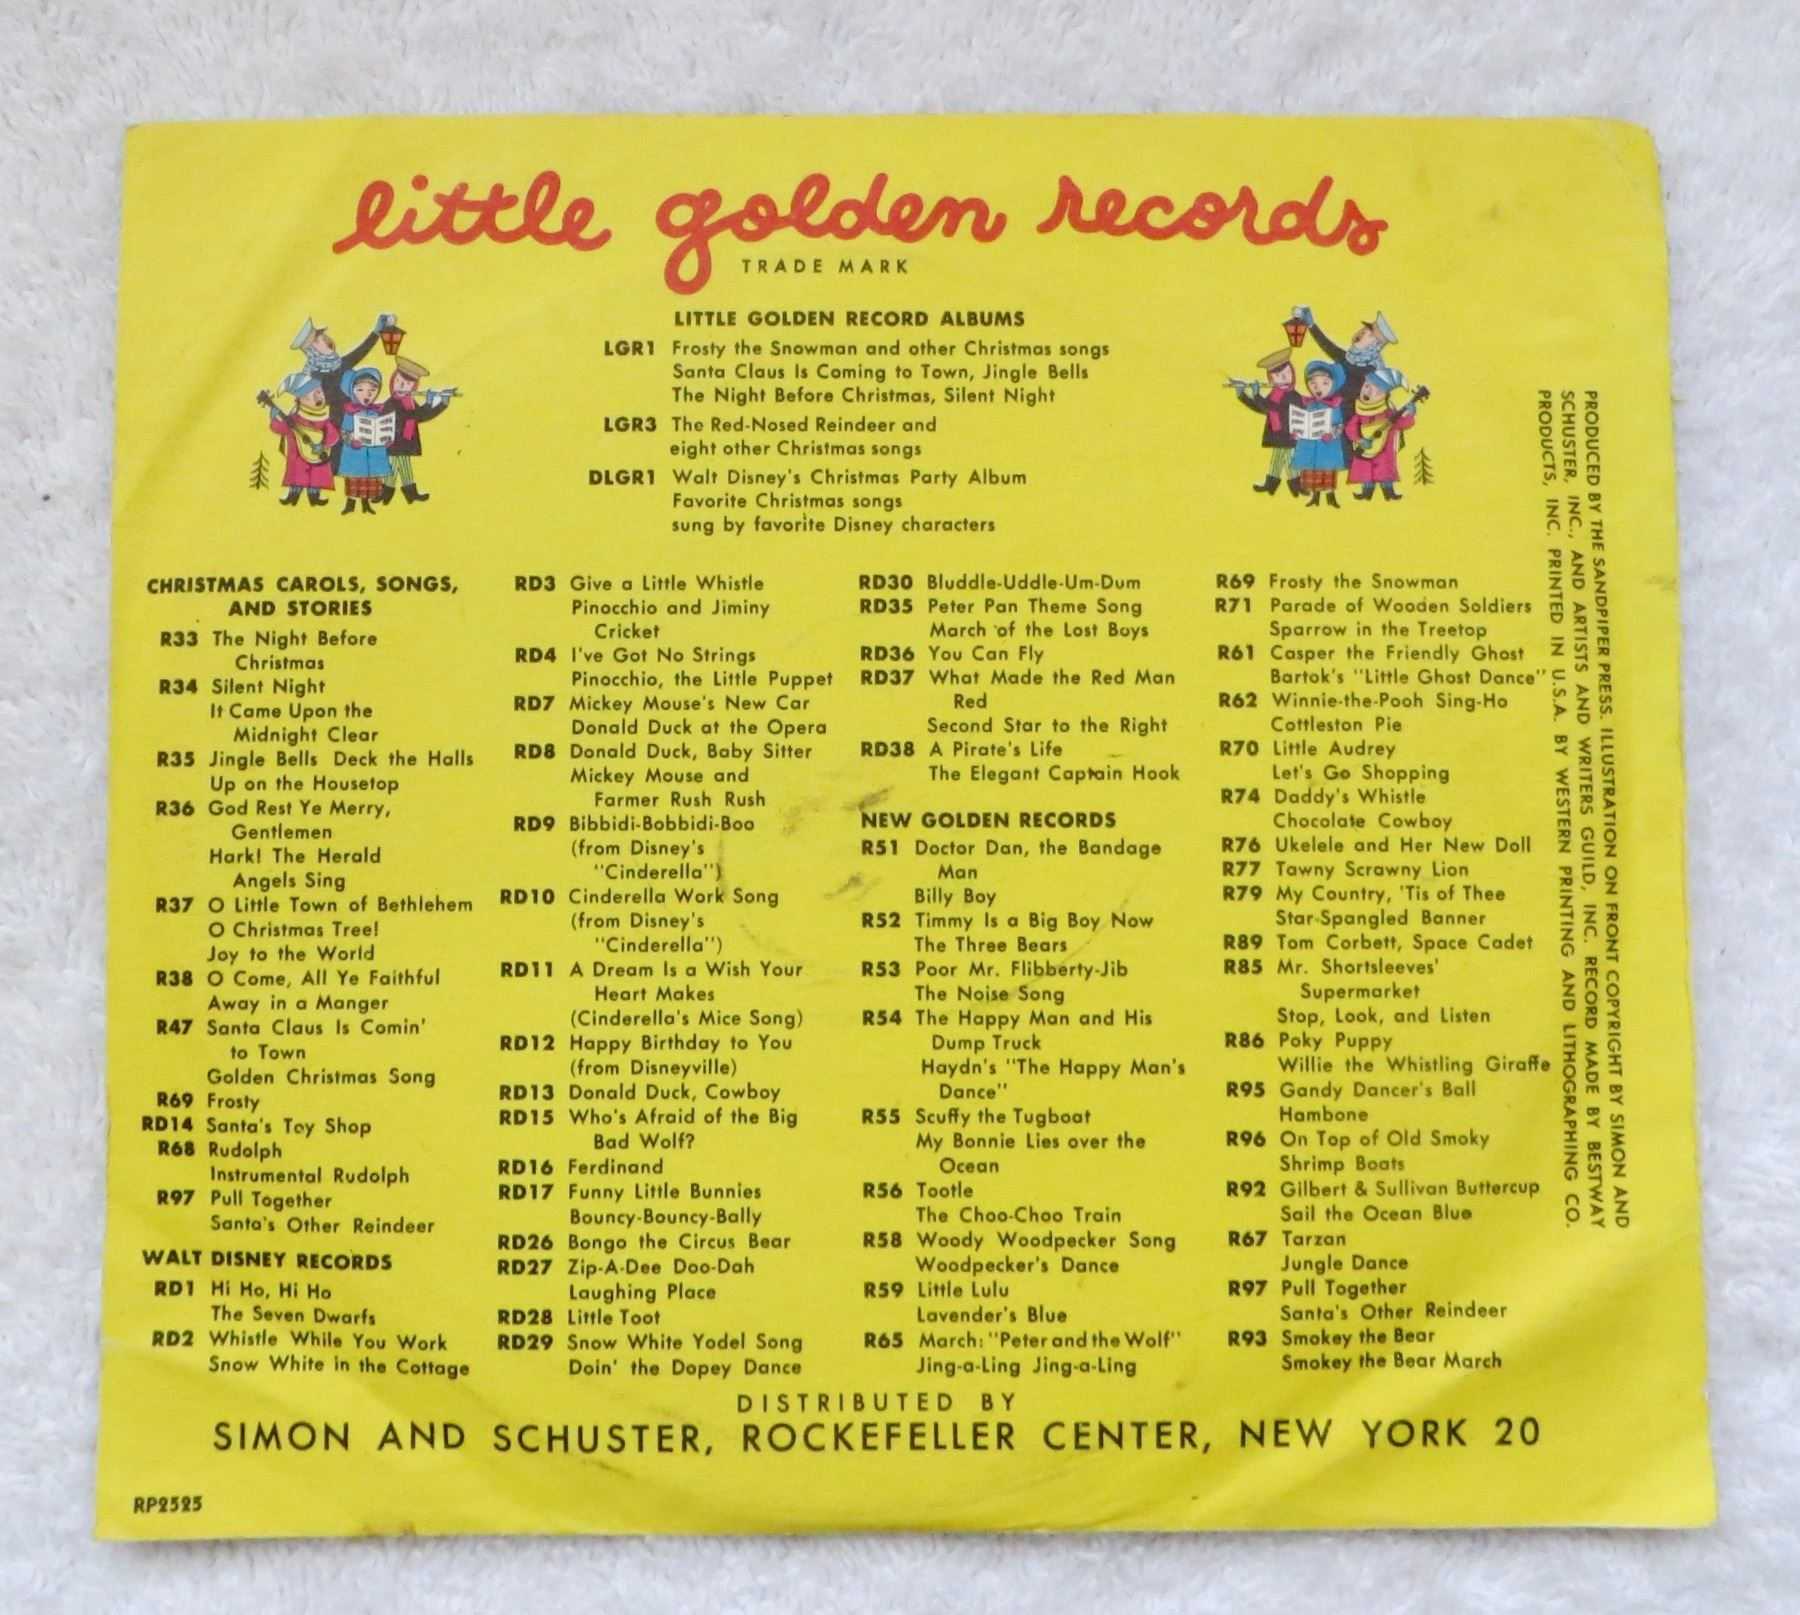 little golden records
TRADE MARK
LITTLE GOLDEN RECORD ALBUMS
LGR1 Frosty the Snowman and other Christmas songs
Santa Claus Is Coming to Town, Jingle Bells
The Night Before Christmas, Silent Night
LGR3 The Red-Nosed Reindeer and
eight other Christmas songs
DLGR1 Walt Disney's Christmas Party Album
Favorite Christmas songs
sung by favorite Disney characters
CHRISTMAS CAROLS, SONGS,
AND STORIES
R33 The Night Before
Christmas
R34 Silent Night
It Came Upon the
Midnight Clear
R35 Jingle Bells Deck the Halls
Up on the Housetop
R36 God Rest Ye Merry,
Gentlemen
Hark! The Herald
Angels Sing
R37 O Little Town of Bethlehem
O Christmas Tree!
Joy to the World
R38 O Come, All Ye Faithful
Away in a Manger
R47 Santa Claus Is Comin'
to Town
Golden Christmas Song
R69 Frosty
RD14 Santa's Toy Shop
R68 Rudolph
Instrumental Rudolph
R97 Pull Together
Santa's Other Reindeer
WALT DISNEY RECORDS
RD1 Hi Ho, Hi Ho
The Seven Dwarfs
RD2 Whistle While You Work
Snow White in the Cottage
RD3 Give a Little Whistle
Pinocchio and Jiminy
Cricket
RD4 I've Got No Strings
Pinocchio, the Little Puppet
RD7 Mickey Mouse's New Car
Donald Duck at the Opera
RD8 Donald Duck, Baby Sitter
Mickey Mouse and
Farmer Rush Rush
RD9 Bibbidi-Bobbidi-Boo
(from Disney's
"Cinderella")
RD10 Cinderella Work Song
(from Disney's
"Cinderella")
RD11 A Dream Is a Wish Your
Heart Makes
(Cinderella's Mice Song)
RD12 Happy Birthday to You
(from Disneyville)
RD13 Donald Duck, Cowboy
RD15 Who's Afraid of the Big
Bad Wolf?
RD16 Ferdinand
RD17 Funny Little Bunnies
Bouncy-Bouncy-Bally
RD26 Bongo the Circus Bear
RD27 Zip-A-Dee Doo-Dah
Laughing Place
RD28 Little Toot
RD29 Snow White Yodel Song
Doin' the Dopey Dance
RD30 Bluddle-Uddle-Um-Dum
RD35 Peter Pan Theme Song
March of the Lost Boys
RD36 You Can Fly
RD37 What Made the Red Man
Red
Second Star to the Right
RD38 A Pirate's Life
The Elegant Captain Hook
NEW GOLDEN RECORDS
R51 Doctor Dan, the Bandage
Man
Billy Boy
R52 Timmy Is a Big Boy Now
The Three Bears
R53 Poor Mr. Flibberty-Jib
The Noise Song
R54 The Happy Man and His
Dump Truck
Haydn's "The Happy Man's
Dance"
R55 Scuffy the Tugboat
My Bonnie Lies over the
Ocean
R56 Tootle
The Choo-Choo Train
R58 Woody Woodpecker Song
Woodpecker's Dance
R59 Little Lulu
Lavender's Blue
R65 March: "Peter and the Wolf"
Jing-a-Ling Jing-a-Ling
R69 Frosty the Snowman
R71 Parade of Wooden Soldiers
Sparrow in the Treetop
R61 Casper the Friendly Ghost
Bartok's "Little Ghost Dance"
R62 Winnie-the-Pooh Sing-Ho
Cottleston Pie
R70 Little Audrey
Let's Go Shopping
R74 Daddy's Whistle
Chocolate Cowboy
R76 Ukelele and Her New Doll
R77 Tawny Scrawny Lion
R79 My Country, 'Tis of Thee
Star-Spangled Banner
R89 Tom Corbett, Space Cadet
R85 Mr. Shortsleeves'
Supermarket
Stop, Look, and Listen
R86 Poky Puppy
Willie the Whistling Giraffe
R95 Gandy Dancer's Ball
Hambone
R96 On Top of Old Smoky
Shrimp Boats
R92 Gilbert & Sullivan Buttercup
Sail the Ocean Blue
R67 Tarzan
Jungle Dance
R97 Pull Together
Santa's Other Reindeer
R93 Smokey the Bear
Smokey the Bear March
PRODUCED BY THE SANDPIPER PRESS. ILLUSTRATION ON FRONT COPYRIGHT BY SIMON AND
SCHUSTER, INC., AND ARTISTS AND WRITERS GUILD, INC. RECORD MADE BY BESTWAY
PRODUCTS, INC. PRINTED IN U.S.A. BY WESTERN PRINTING AND LITHOGRAPHING CO.
DISTRIBUTED BY
SIMON AND SCHUSTER, ROCKEFELLER CENTER, NEW YORK 20
RP2525